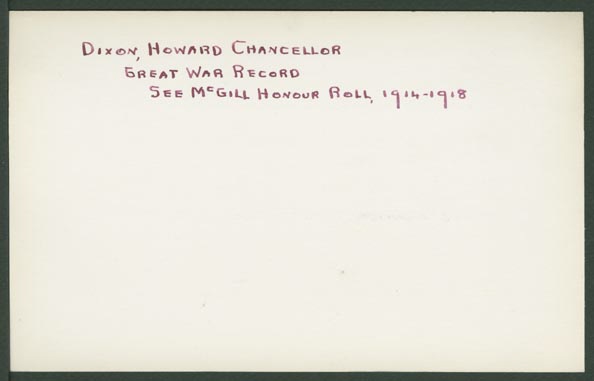 Dixon, Howard Chancellor
Great War Record
See McGill Honour Roll, 1914-1918